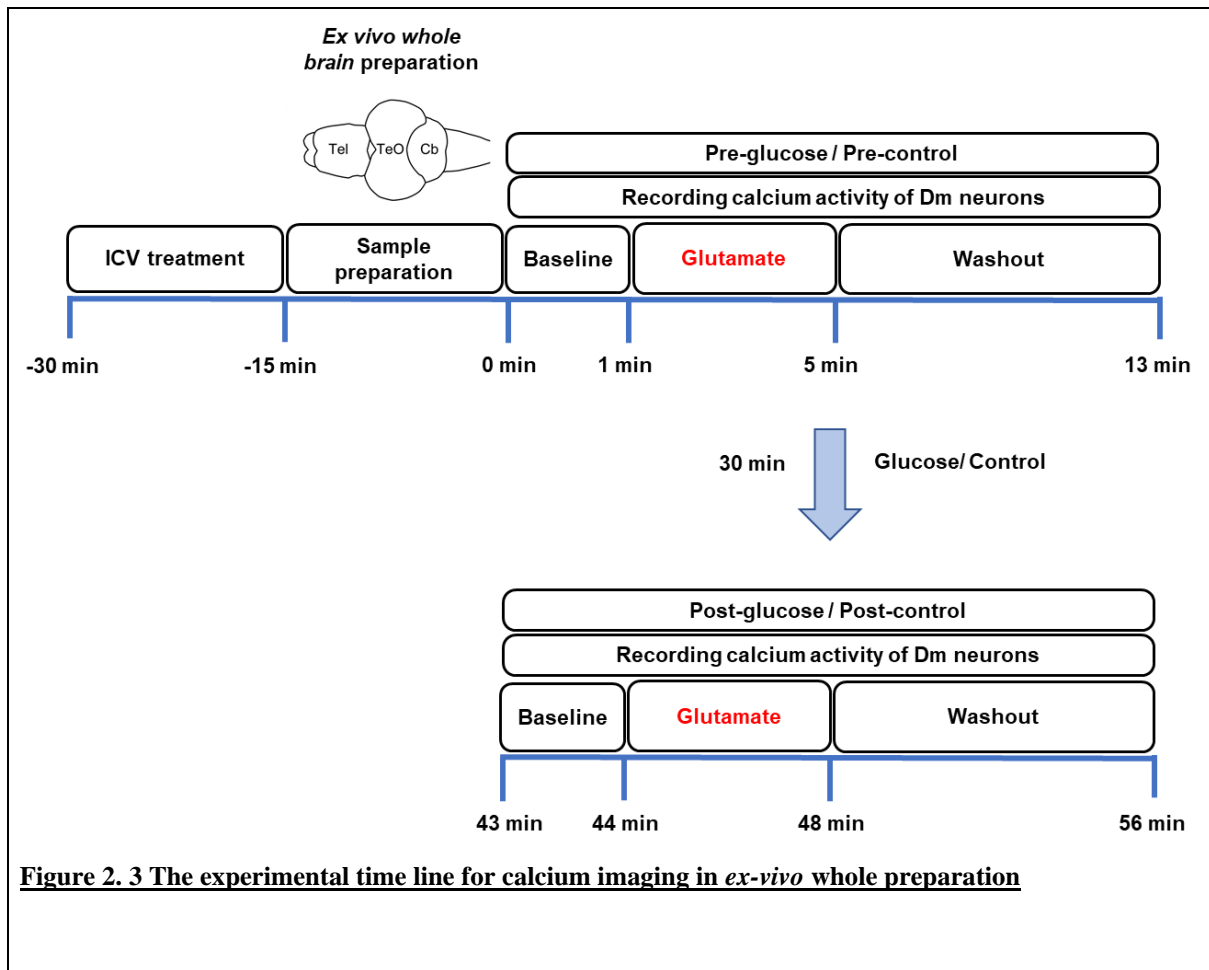 Ex vivo whole
brain preparation
Tel TeO Cb
Pre-glucose / Pre-control
Recording calcium activity of Dm neurons
ICV treatment
Sample
preparation
Baseline
Glutamate
Washout
-30 min -15 min 0 min 1 min 5 min 13 min
30 min Glucose/ Control
Post-glucose / Post-control
Recording calcium activity of Dm neurons
Baseline Glutamate Washout
43 min 44 min 48 min 56 min
Figure 2. 3 The experimental time line for calcium imaging in ex-vivo whole preparation